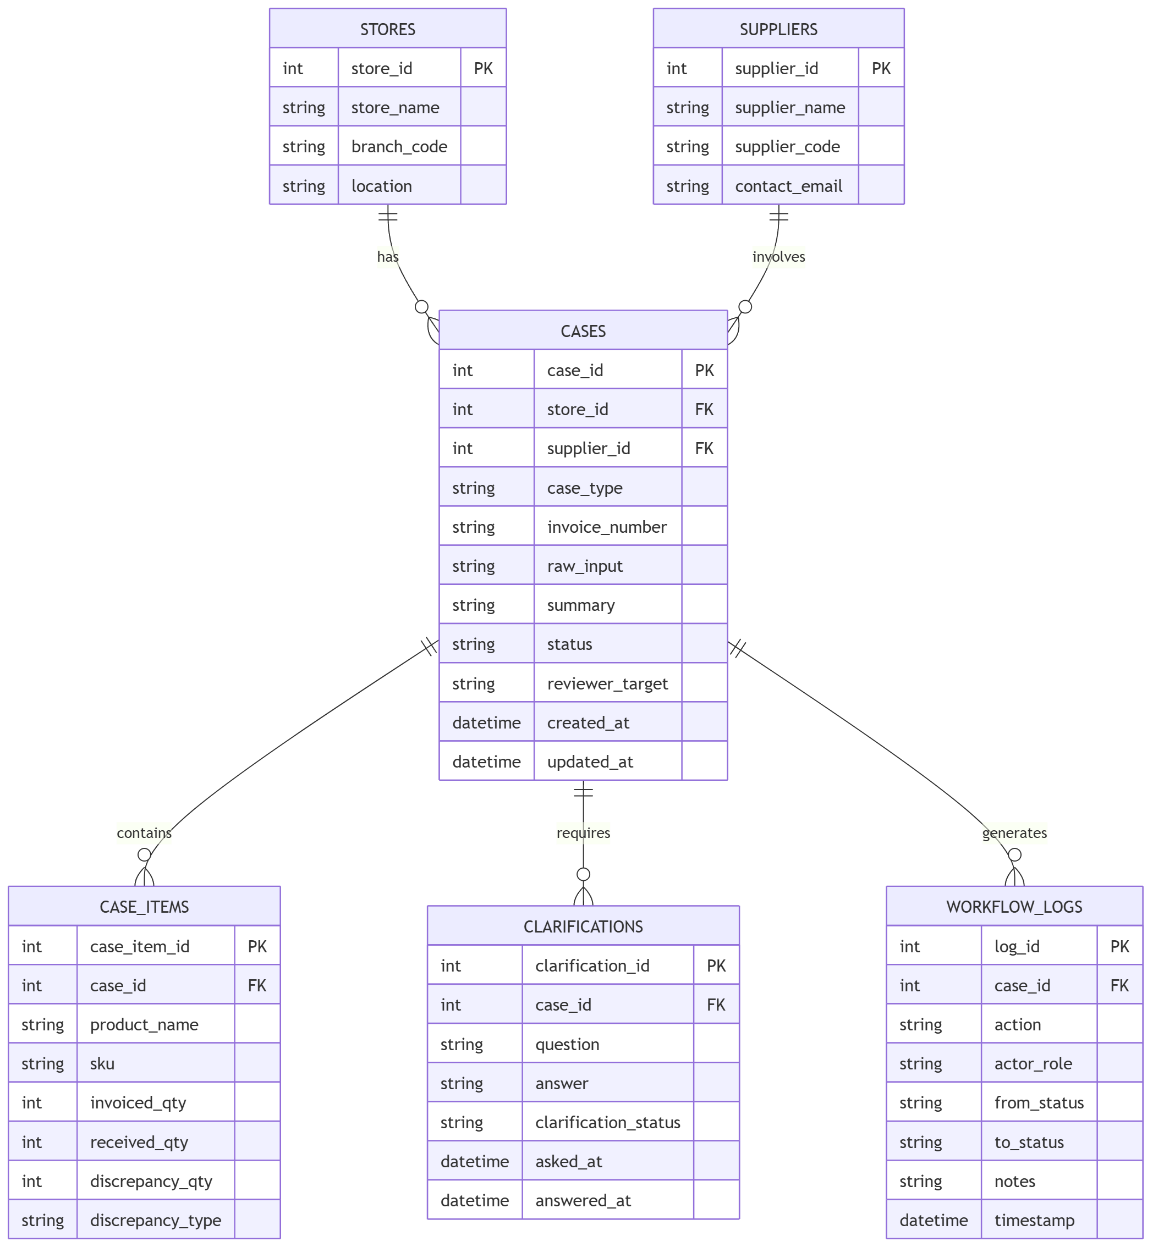 STORES
int store_id PK
string store_name
string branch_code
string location
SUPPLIERS
int supplier_id PK
string supplier_name
string supplier_code
string contact_email
has
involves
CASES
int case_id PK
int store_id FK
int supplier_id FK
string case_type
string invoice_number
string raw_input
string summary
string status
string reviewer_target
datetime created_at
datetime updated_at
contains
requires
generates
CASE_ITEMS
int case_item_id PK
int case_id FK
string product_name
string sku
int invoiced_qty
int received_qty
int discrepancy_qty
string discrepancy_type
CLARIFICATIONS
int clarification_id PK
int case_id FK
string question
string answer
string clarification_status
datetime asked_at
datetime answered_at
WORKFLOW_LOGS
int log_id PK
int case_id FK
string action
string actor_role
string from_status
string to_status
string notes
datetime timestamp